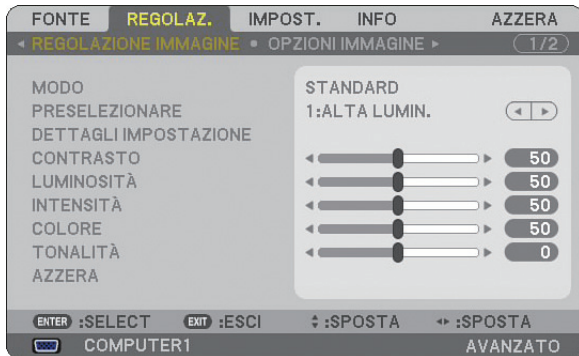 FONTE REGOLAZ. IMPOST. INFO AZZERA
REGOLAZIONE IMMAGINE OPZIONI IMMAGINE 1/2
MODO STANDARD
PRESELEZIONARE 1:ALTA LUMIN.
DETTAGLI IMPOSTAZIONE
CONTRASTO 50
LUMINOSITÀ 50
INTENSITÀ 50
COLORE 50
TONALITÀ 0
AZZERA
ENTER :SELECT EXIT :ESCI :SPOSTA :SPOSTA
COMPUTER1 AVANZATO